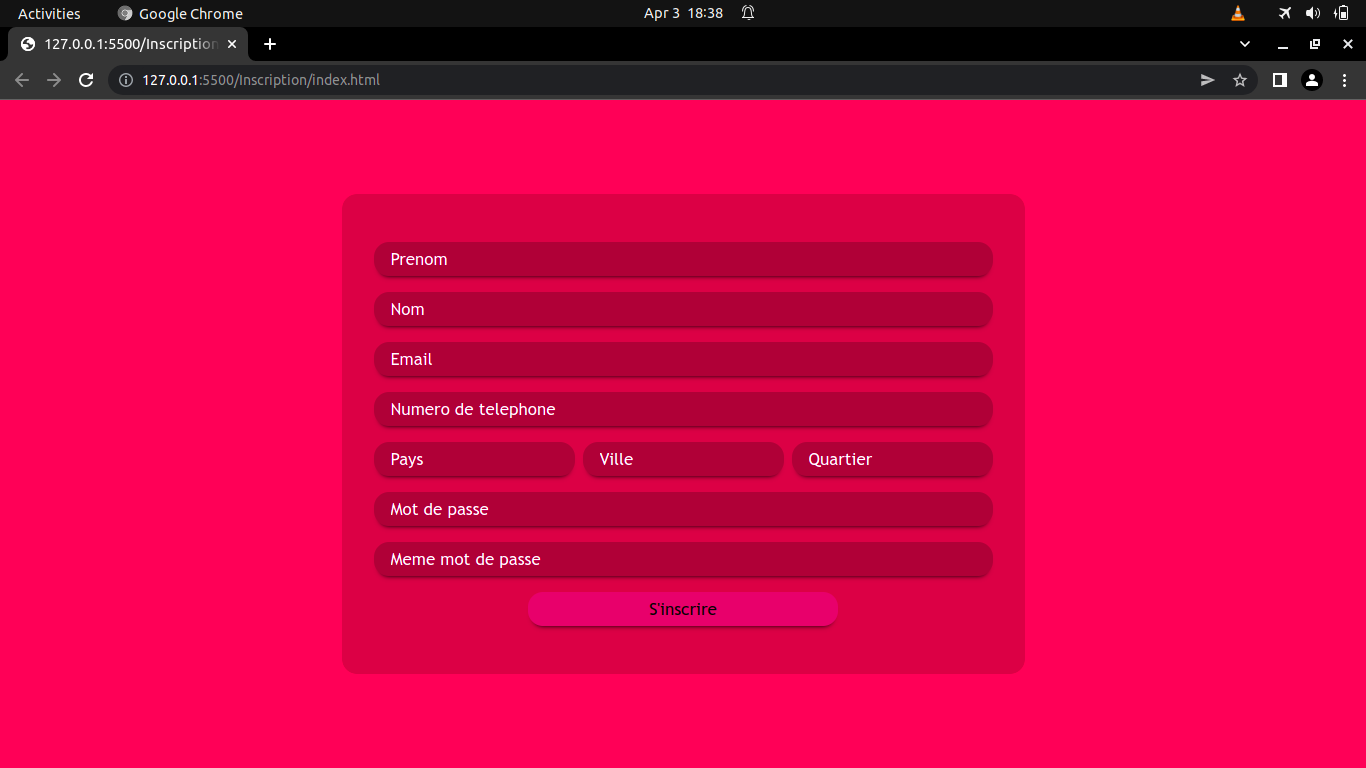 Activities Google Chrome Apr 3 18:38
127.0.0.1:5500/Inscription
127.0.0.1:5500/Inscription/index.html
Prenom
Nom
Email
Numero de telephone
Pays Ville Quartier
Mot de passe
Meme mot de passe
S'inscrire